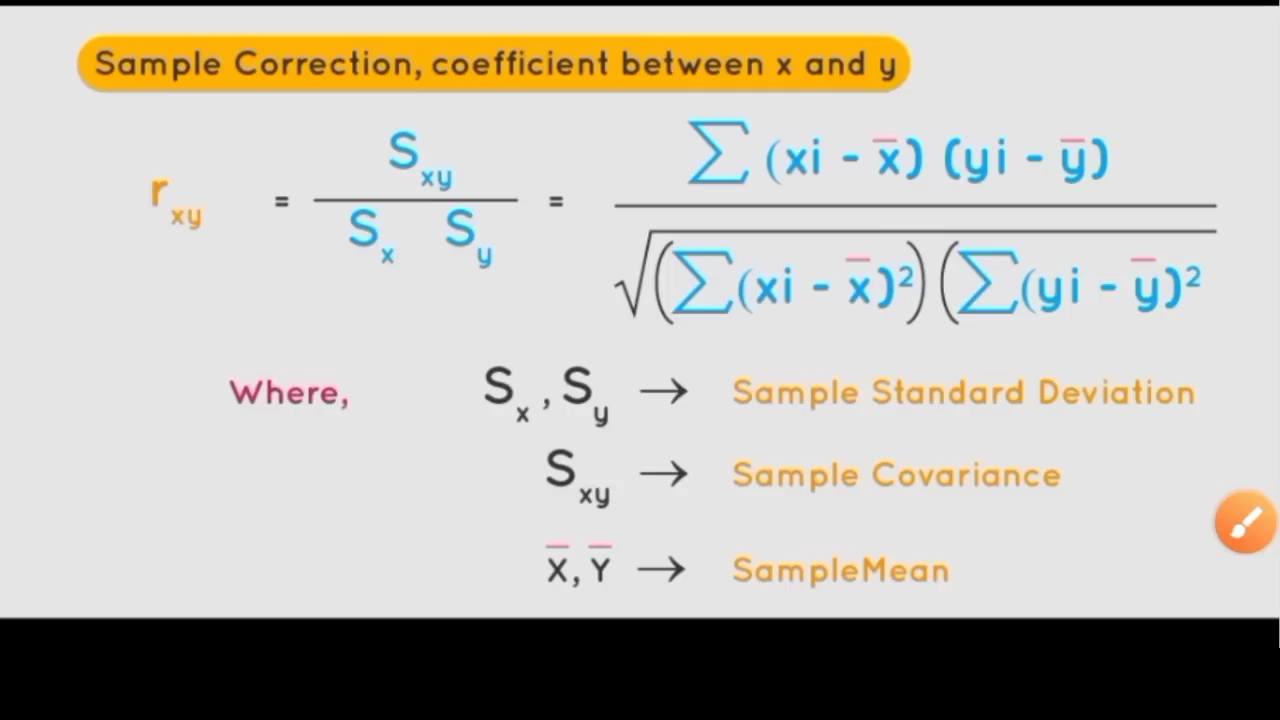 Sample Correction, coefficient between x and y
r_xy = S_xy / S_x S_y = ∑ (xi - x̄) (yi - ȳ) / √(∑(xi - x̄)²) (∑(yi - ȳ)²
Where, S_x , S_y → Sample Standard Deviation
S_xy → Sample Covariance
X̄, Ȳ → SampleMean